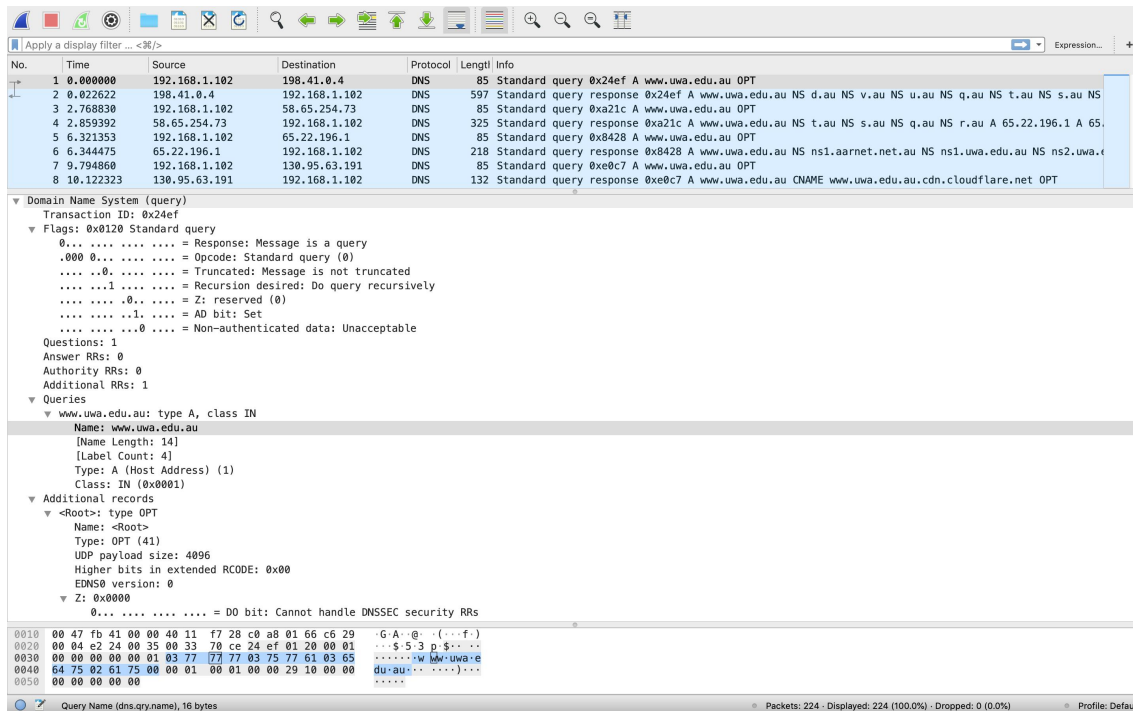 Apply a display filter ... <⌘/>
Expression... +
No. Time Source Destination Protocol Lengtl Info
1 0.000000 192.168.1.102 198.41.0.4 DNS 85 Standard query 0x24ef A www.uwa.edu.au OPT
2 0.022622 198.41.0.4 192.168.1.102 DNS 597 Standard query response 0x24ef A www.uwa.edu.au NS d.au NS v.au NS u.au NS q.au NS t.au NS s.au NS
3 2.768830 192.168.1.102 58.65.254.73 DNS 85 Standard query 0xa21c A www.uwa.edu.au OPT
4 2.859392 58.65.254.73 192.168.1.102 DNS 325 Standard query response 0xa21c A www.uwa.edu.au NS t.au NS s.au NS q.au NS r.au A 65.22.196.1 A 65.
5 6.321353 192.168.1.102 65.22.196.1 DNS 85 Standard query 0x8428 A www.uwa.edu.au OPT
6 6.344475 65.22.196.1 192.168.1.102 DNS 218 Standard query response 0x8428 A www.uwa.edu.au NS ns1.aarnet.net.au NS ns1.uwa.edu.au NS ns2.uwa.
7 9.794860 192.168.1.102 130.95.63.191 DNS 85 Standard query 0xe0c7 A www.uwa.edu.au OPT
8 10.122323 130.95.63.191 192.168.1.102 DNS 132 Standard query response 0xe0c7 A www.uwa.edu.au CNAME www.uwa.edu.au.cdn.cloudflare.net OPT
▼ Domain Name System (query)
Transaction ID: 0x24ef
▼ Flags: 0x0120 Standard query
0... .... .... .... = Response: Message is a query
.000 0... .... .... = Opcode: Standard query (0)
.... ..0. .... .... = Truncated: Message is not truncated
.... ...1 .... .... = Recursion desired: Do query recursively
.... .... .0.. .... = Z: reserved (0)
.... .... ..1. .... = AD bit: Set
.... .... ...0 .... = Non-authenticated data: Unacceptable
Questions: 1
Answer RRs: 0
Authority RRs: 0
Additional RRs: 1
▼ Queries
▼ www.uwa.edu.au: type A, class IN
Name: www.uwa.edu.au
[Name Length: 14]
[Label Count: 4]
Type: A (Host Address) (1)
Class: IN (0x0001)
▼ Additional records
▼ <Root>: type OPT
Name: <Root>
Type: OPT (41)
UDP payload size: 4096
Higher bits in extended RCODE: 0x00
EDNS0 version: 0
▼ Z: 0x0000
0... .... .... .... = DO bit: Cannot handle DNSSEC security RRs
0010 00 47 fb 41 00 00 40 11 f7 28 c0 a8 01 66 c6 29 ·G·A··@· ·(···f·)
0020 00 04 e2 24 00 35 00 33 70 ce 24 ef 01 20 00 01 ···$·5·3 p·$·· ··
0030 00 00 00 00 00 01 03 77 77 77 03 75 77 61 03 65 ·······w ww·uwa·e
0040 64 75 02 61 75 00 00 01 00 01 00 00 29 10 00 00 du·au··· ····)···
0050 00 00 00 00 00 ·····
Query Name (dns.qry.name), 16 bytes
Packets: 224 · Displayed: 224 (100.0%) · Dropped: 0 (0.0%)
Profile: Defau